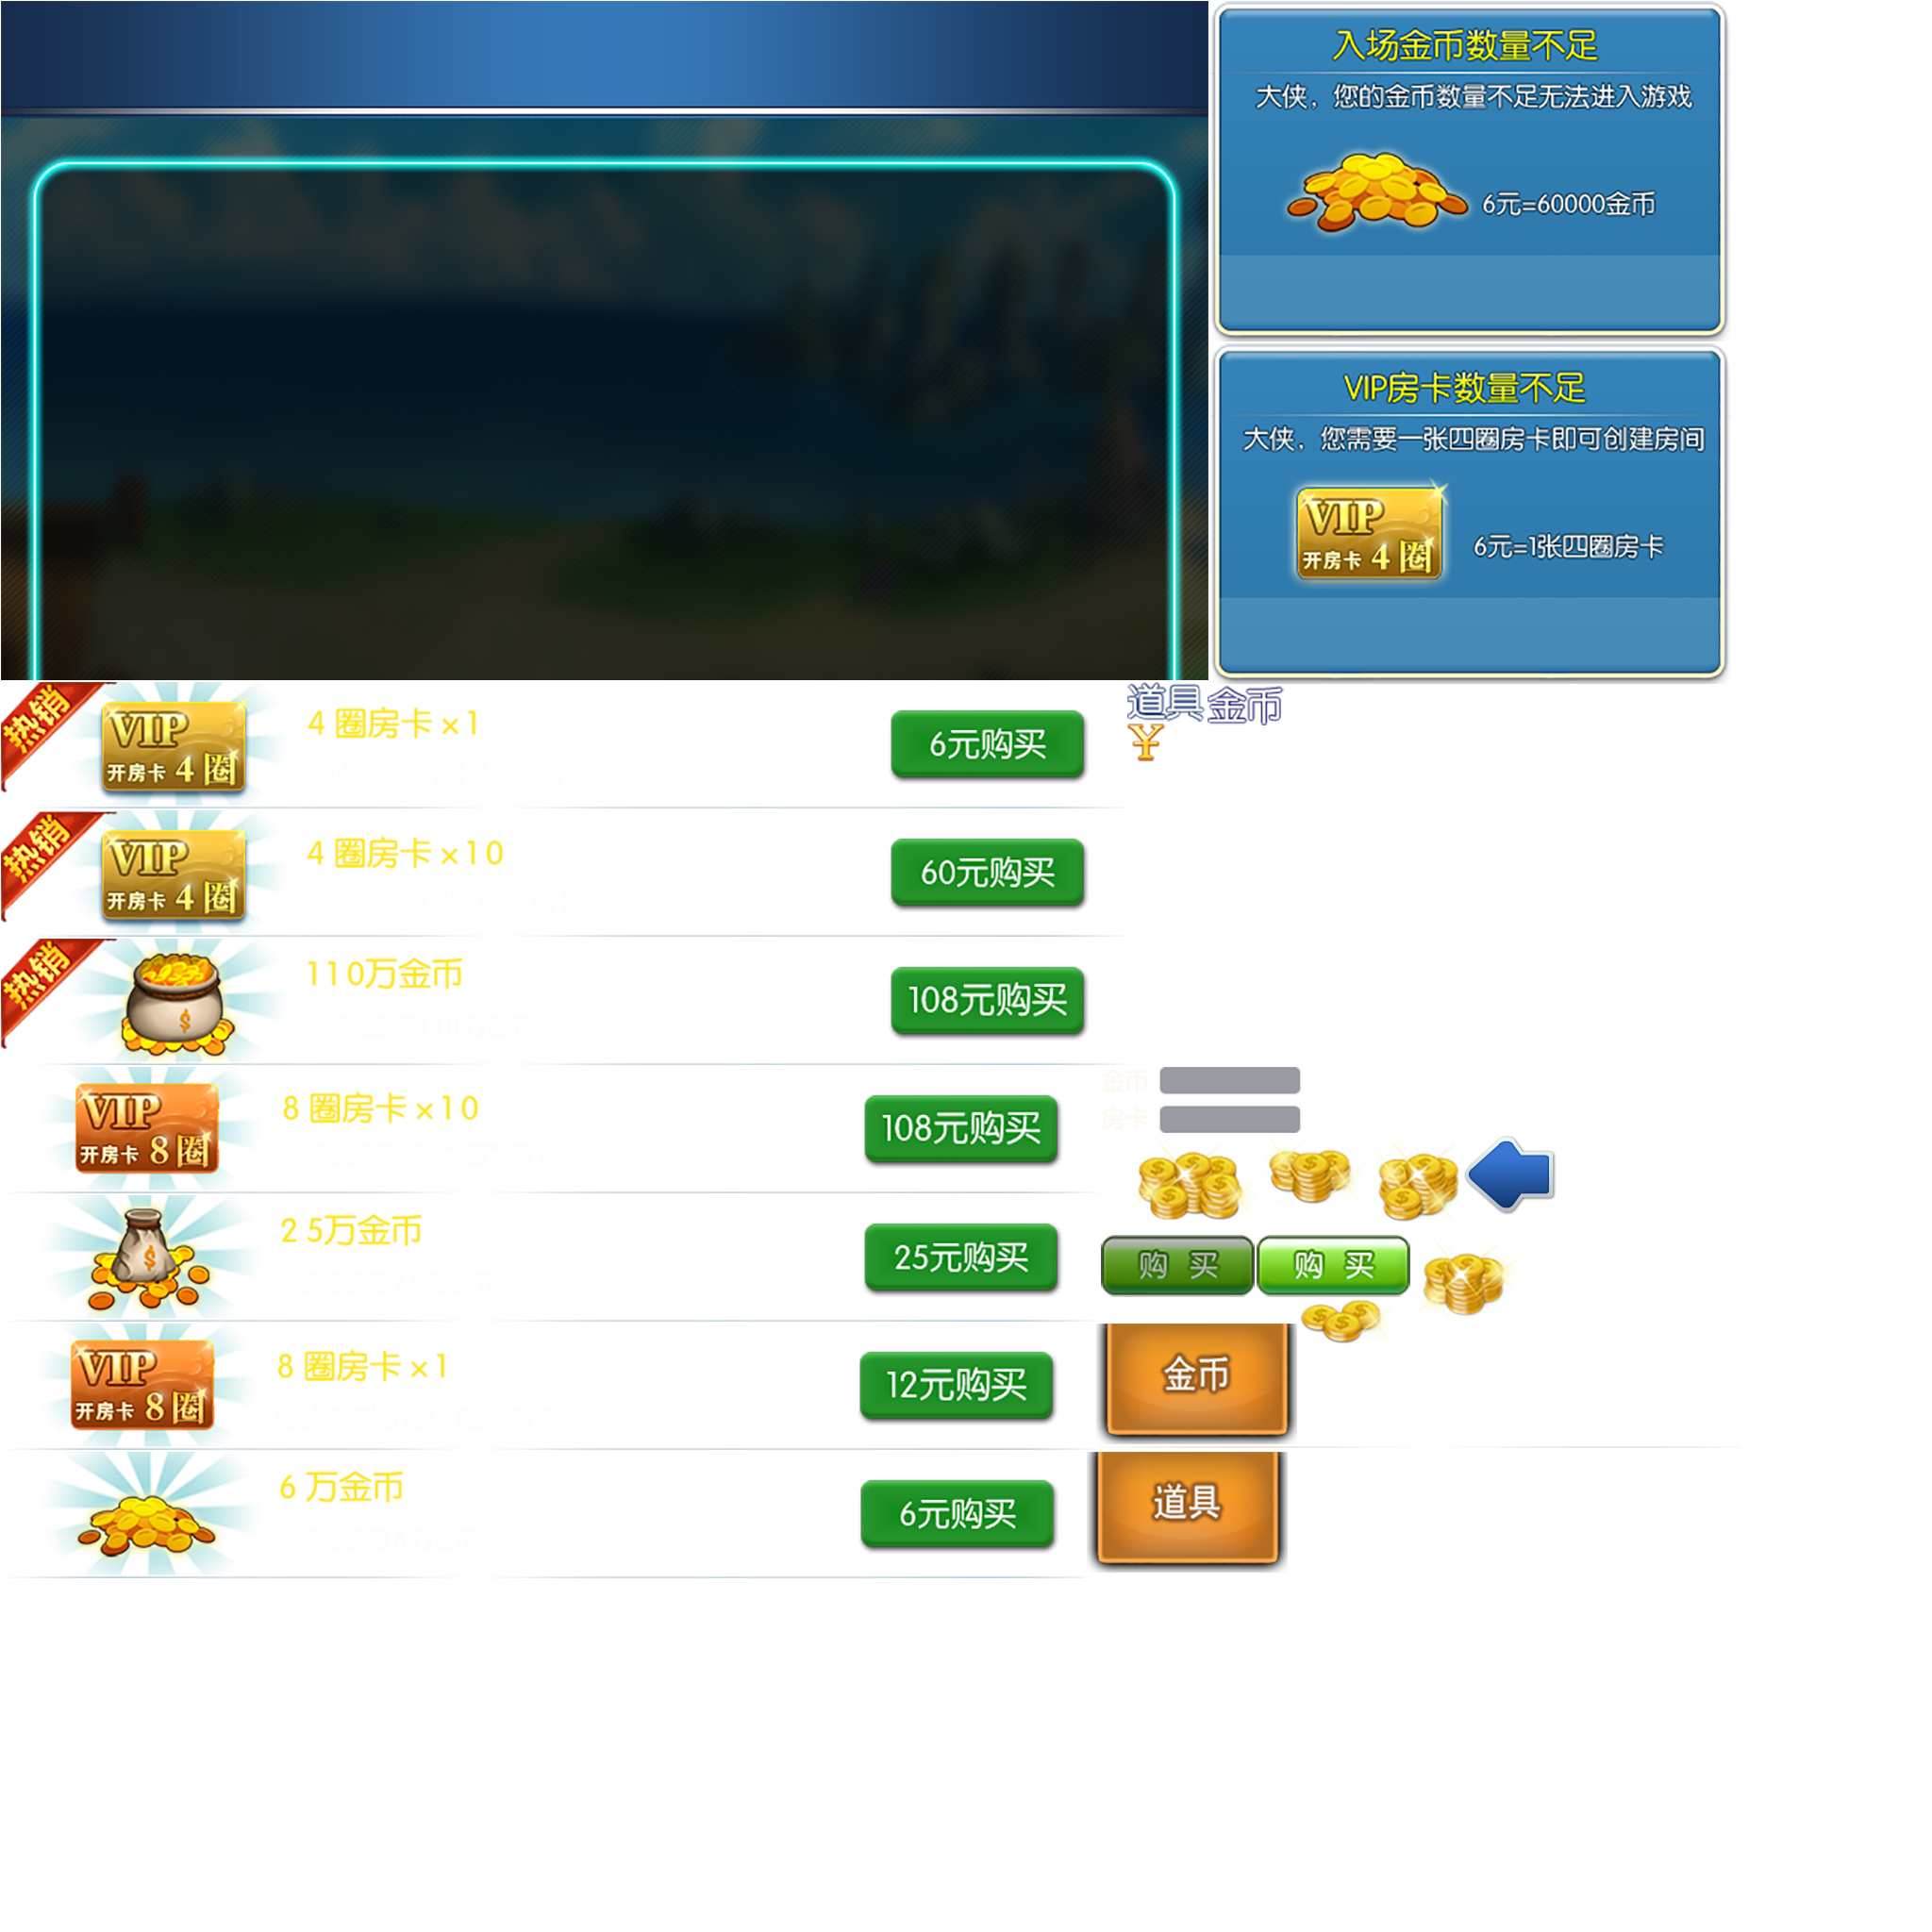 入场金币数量不足
大侠，您的金币数量不足无法进入游戏
6元=60000金币
VIP房卡数量不足
大侠，您需要一张四圈房卡即可创建房间
VIP
开房卡 4 圈
6元=1张四圈房卡
热销
VIP
开房卡 4 圈
4 圈房卡 ×1
6元购买
道具
金币
热销
VIP
开房卡 4 圈
4 圈房卡 ×10
60元购买
热销
110万金币
108元购买
金币
房卡
VIP
开房卡 8 圈
8 圈房卡 ×10
108元购买
2 5万金币
25元购买
购 买
购 买
VIP
开房卡 8 圈
8 圈房卡 ×1
12元购买
金币
6 万金币
6元购买
道具